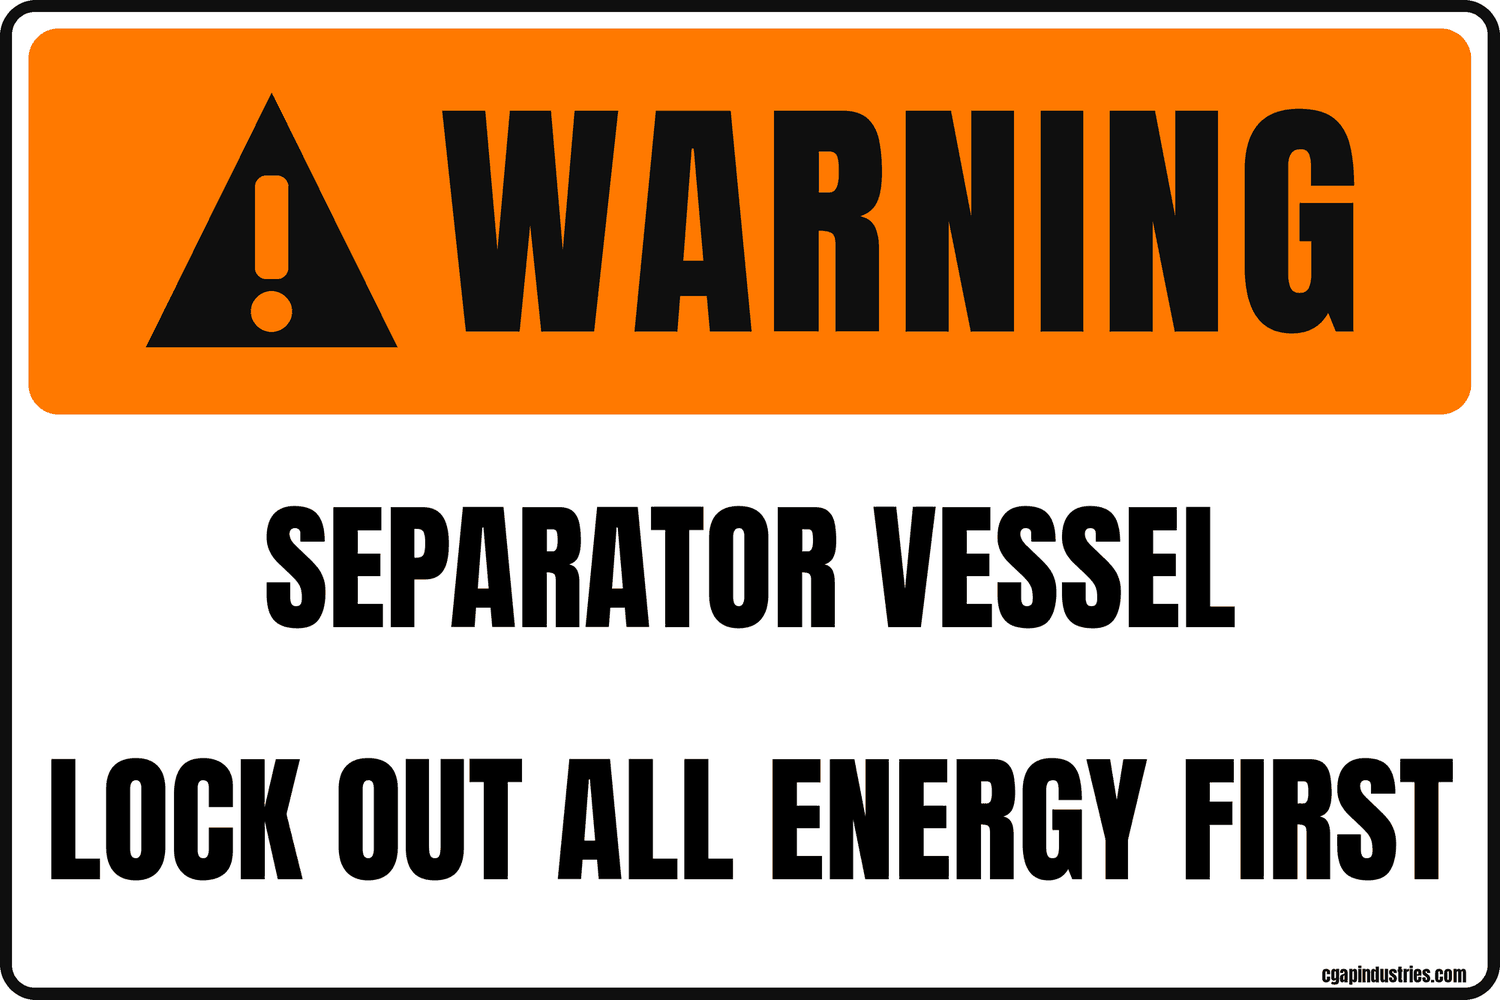 WARNING
SEPARATOR VESSEL
LOCK OUT ALL ENERGY FIRST
cgapindustries.com